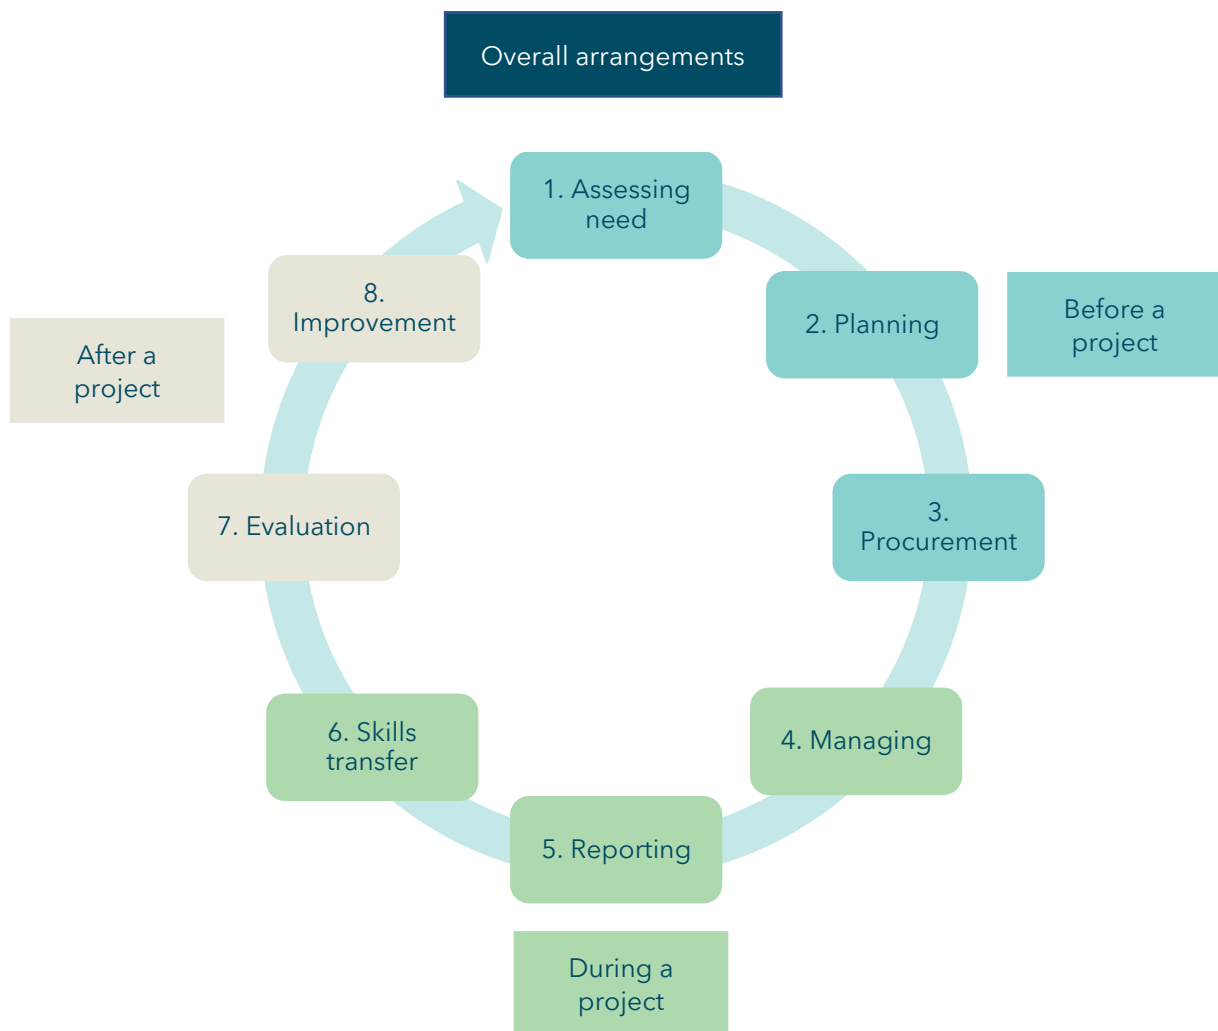 Overall arrangements
1. Assessing
need
2. Planning
Before a
project
3.
Procurement
4. Managing
5. Reporting
During a
project
6. Skills
transfer
7. Evaluation
8.
Improvement
After a
project